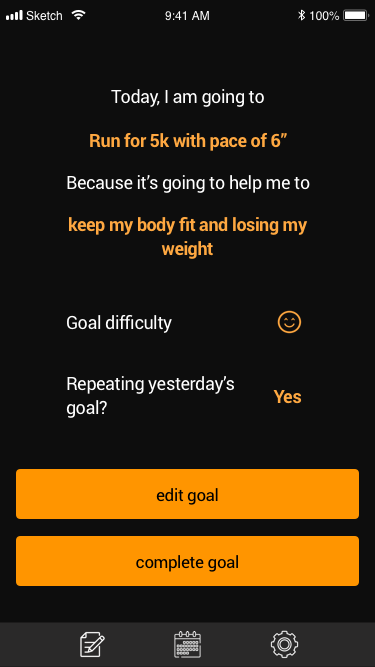 Sketch 9:41 AM 100%
Today, I am going to
Run for 5k with pace of 6”
Because it’s going to help me to
keep my body fit and losing my
weight
Goal difficulty
Repeating yesterday’s
goal?
Yes
edit goal
complete goal